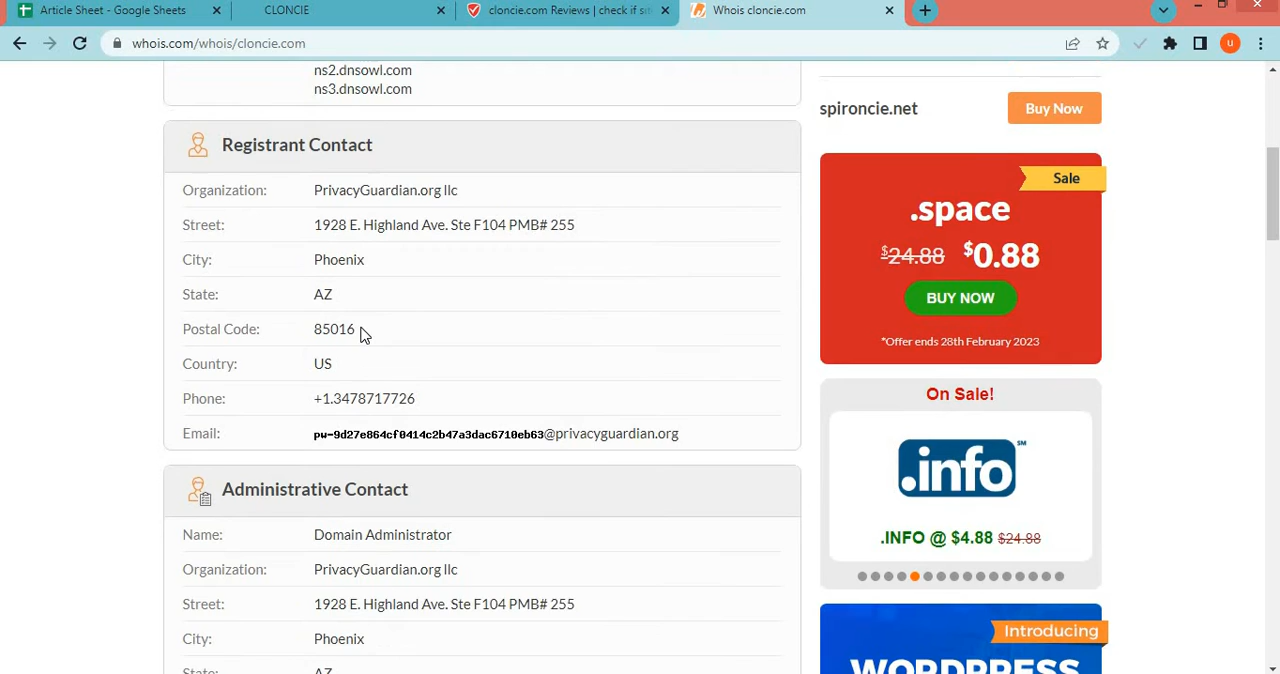 Article Sheet - Google Sheets
CLONCIE
cloncie.com Reviews | check if s
Whois cloncie.com
whois.com/whois/cloncie.com
u
ns2.dnsowl.com
ns3.dnsowl.com
Registrant Contact
Organization: PrivacyGuardian.org llc
Street: 1928 E. Highland Ave. Ste F104 PMB# 255
City: Phoenix
State: AZ
Postal Code: 85016
Country: US
Phone: +1.3478717726
Email: pw-9d27e864cf0414c2b47a3dac6710eb63@privacyguardian.org
Administrative Contact
Name: Domain Administrator
Organization: PrivacyGuardian.org llc
Street: 1928 E. Highland Ave. Ste F104 PMB# 255
City: Phoenix
State: AZ
spironcie.net
Buy Now
Sale
.space
$24.88 $0.88
BUY NOW
*Offer ends 28th February 2023
On Sale!
.info SM
.INFO @ $4.88 $24.88
Introducing
WORDPRESS